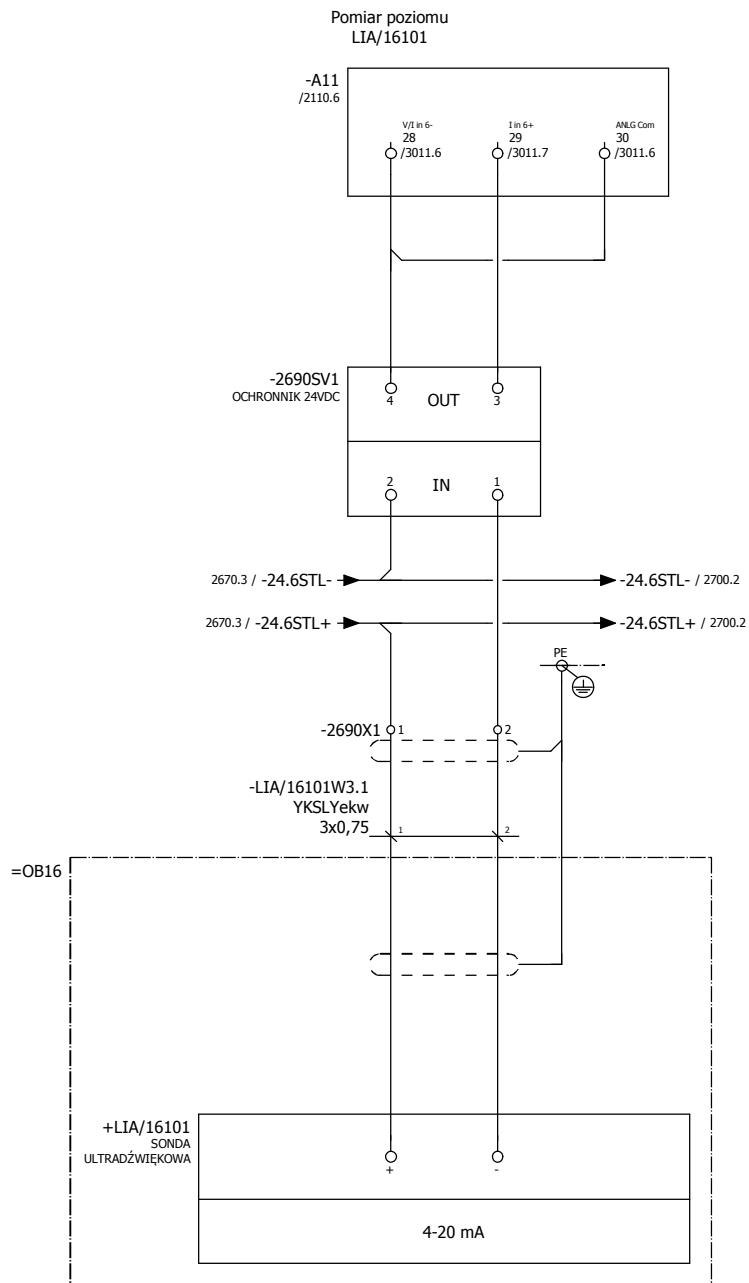 Pomiar poziomu
LIA/16101
-A11
/2110.6
V/I in 6-
28
/3011.6
I in 6+
29
/3011.7
ANLG Com
30
/3011.6
-2690SV1
OCHRONNIK 24VDC
4
OUT
3
2
IN
1
2670.3 / -24.6STL-
-24.6STL- / 2700.2
2670.3 / -24.6STL+
-24.6STL+ / 2700.2
PE
-2690X1
1
2
-LIA/16101W3.1
YKSLYekw
3x0,75
1
2
=OB16
+LIA/16101
SONDA
ULTRADŹWIĘKOWA
+
-
4-20 mA